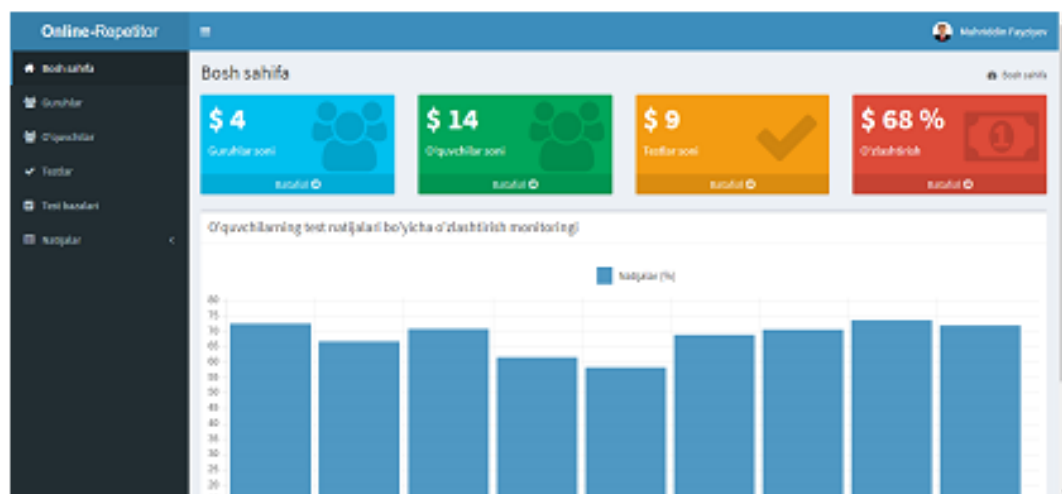 Online-Repetitor
Mahriddin Fayziyev
Bosh sahifa
Guruhlar
O'quvchilar
Testlar
Test bazalari
Natijalar
Bosh sahifa
Bosh sahifa
$ 4
Guruhlar soni
Batafsil
$ 14
O'quvchilar soni
Batafsil
$ 9
Testlar soni
Batafsil
$ 68 %
O'zlashtirish
Batafsil
O'quvchilarning test natijalari bo'yicha o'zlashtirish monitoringi
Natijalar (%)
80
75
70
65
60
55
50
45
40
35
30
25
20